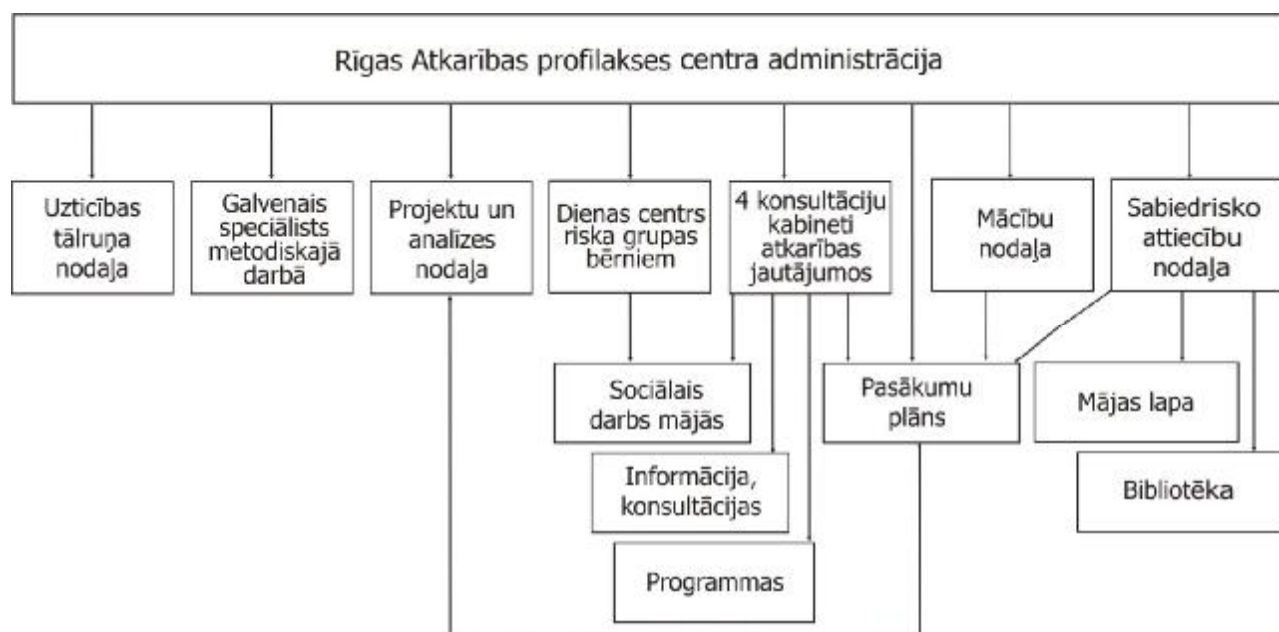 Rīgas Atkarības profilakses centra administrācija
Uzticības
tālruņa
nodaļa
Galvenais
speciālists
metodiskajā
darbā
Projektu un
analīzes
nodaļa
Dienas centrs
riska grupas
bērniem
4 konsultāciju
kabineti
atkarības
jautājumos
Mācību
nodaļa
Sabiedrisko
attiecību
nodaļa
Sociālais
darbs mājās
Pasākumu
plāns
Mājas lapa
Informācija,
konsultācijas
Bibliotēka
Programmas